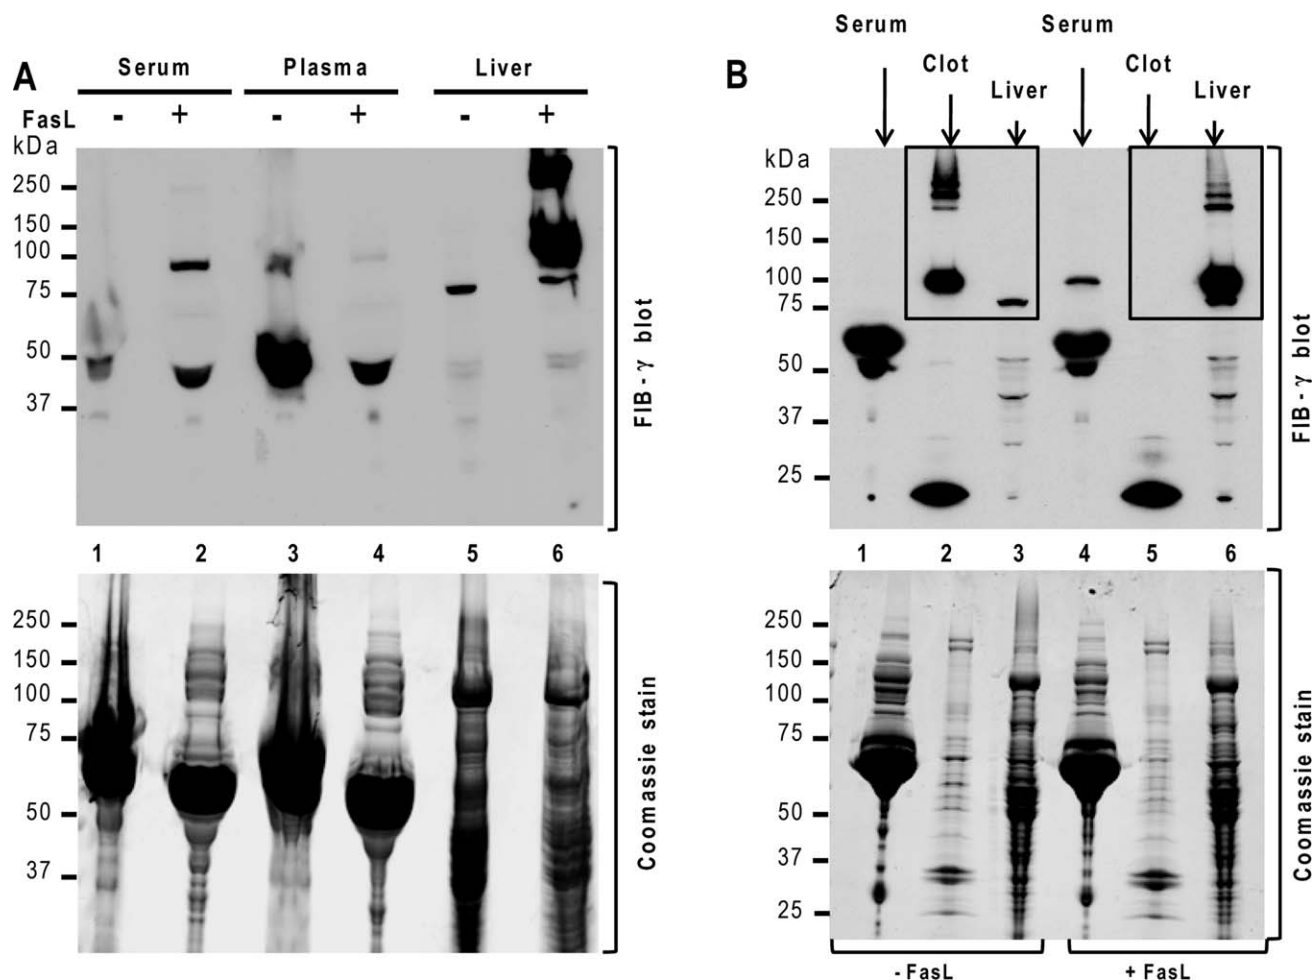 A
Serum Plasma Liver
FasL - + - + - +
kDa
250
150
100
75
50
37
FIB-γ blot
1 2 3 4 5 6
250
150
100
75
50
37
Coomassie stain
B
Serum Serum
Clot Clot
Liver Liver
kDa
250
150
100
75
50
37
25
FIB-γ blot
1 2 3 4 5 6
250
150
100
75
50
37
25
Coomassie stain
- FasL + FasL